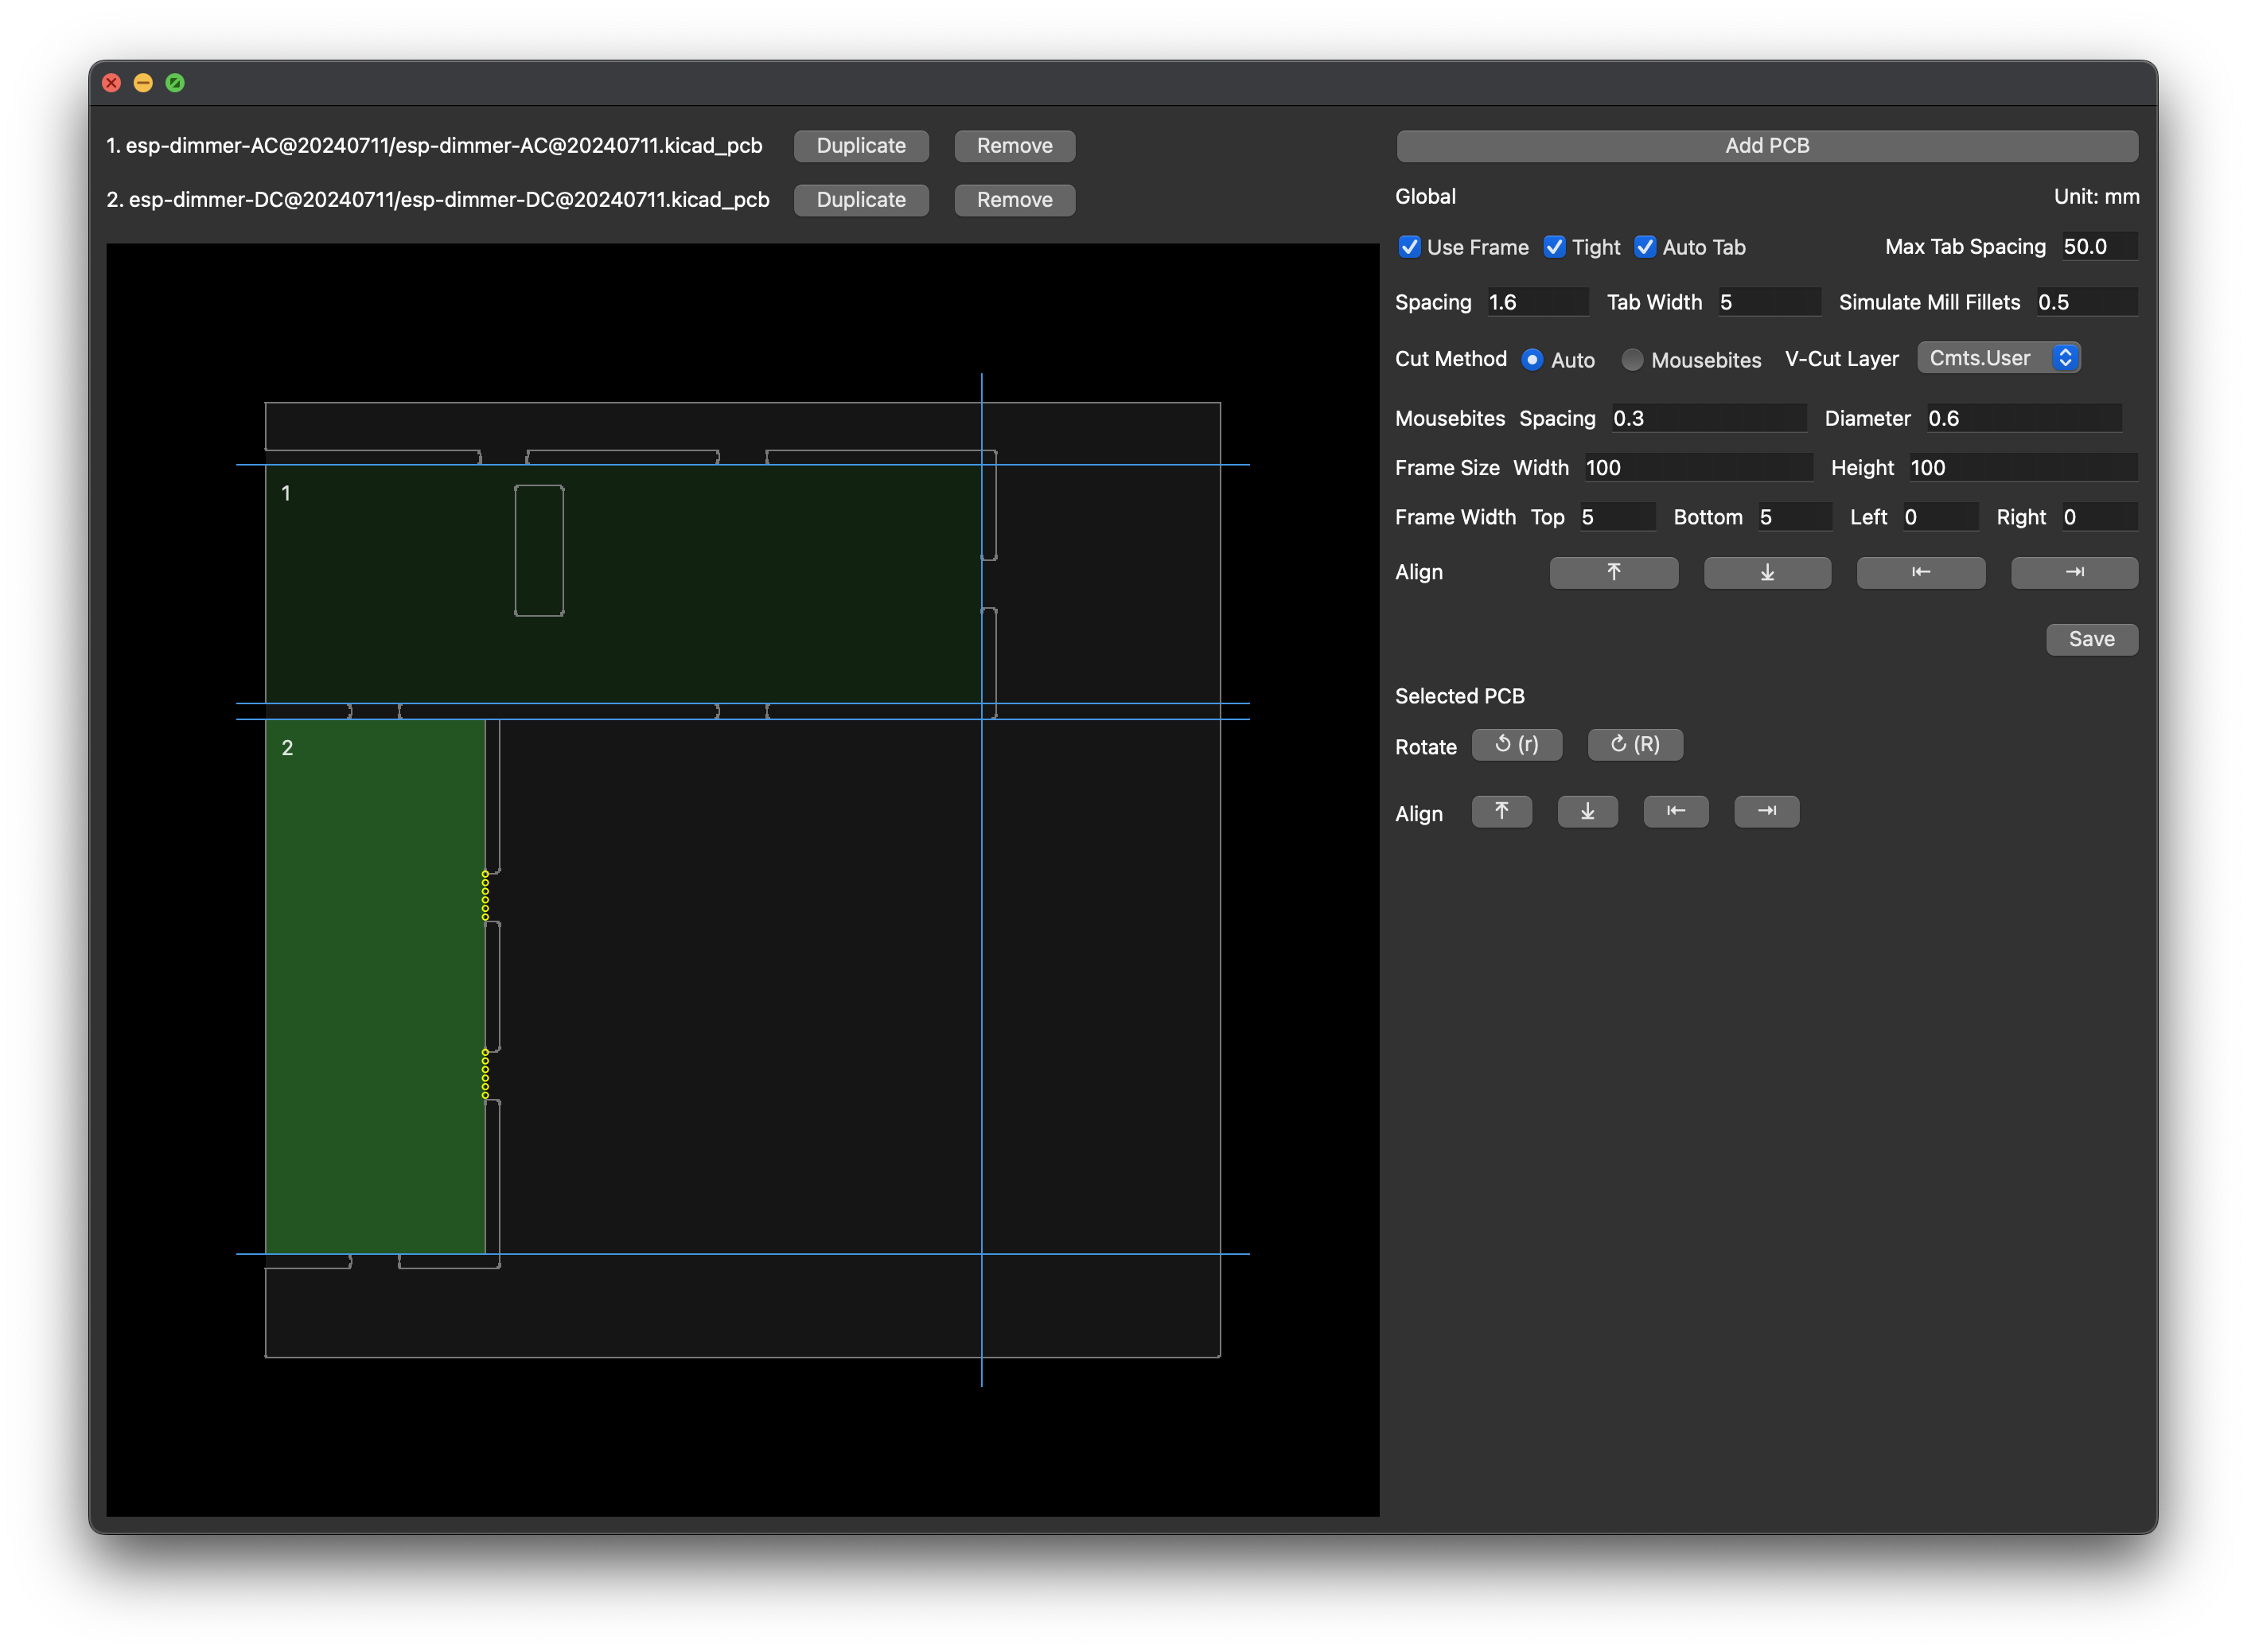 1. esp-dimmer-AC@20240711/esp-dimmer-AC@20240711.kicad_pcb Duplicate Remove
2. esp-dimmer-DC@20240711/esp-dimmer-DC@20240711.kicad_pcb Duplicate Remove
1
2
Add PCB
Global Unit: mm
Use Frame Tight Auto Tab Max Tab Spacing 50.0
Spacing 1.6 Tab Width 5 Simulate Mill Fillets 0.5
Cut Method Auto Mousebites V-Cut Layer Cmts.User
Mousebites Spacing 0.3 Diameter 0.6
Frame Size Width 100 Height 100
Frame Width Top 5 Bottom 5 Left 0 Right 0
Align ↑ ↓ ⇤ ⇥
Save
Selected PCB
Rotate (r) (R)
Align ↑ ↓ ⇤ ⇥